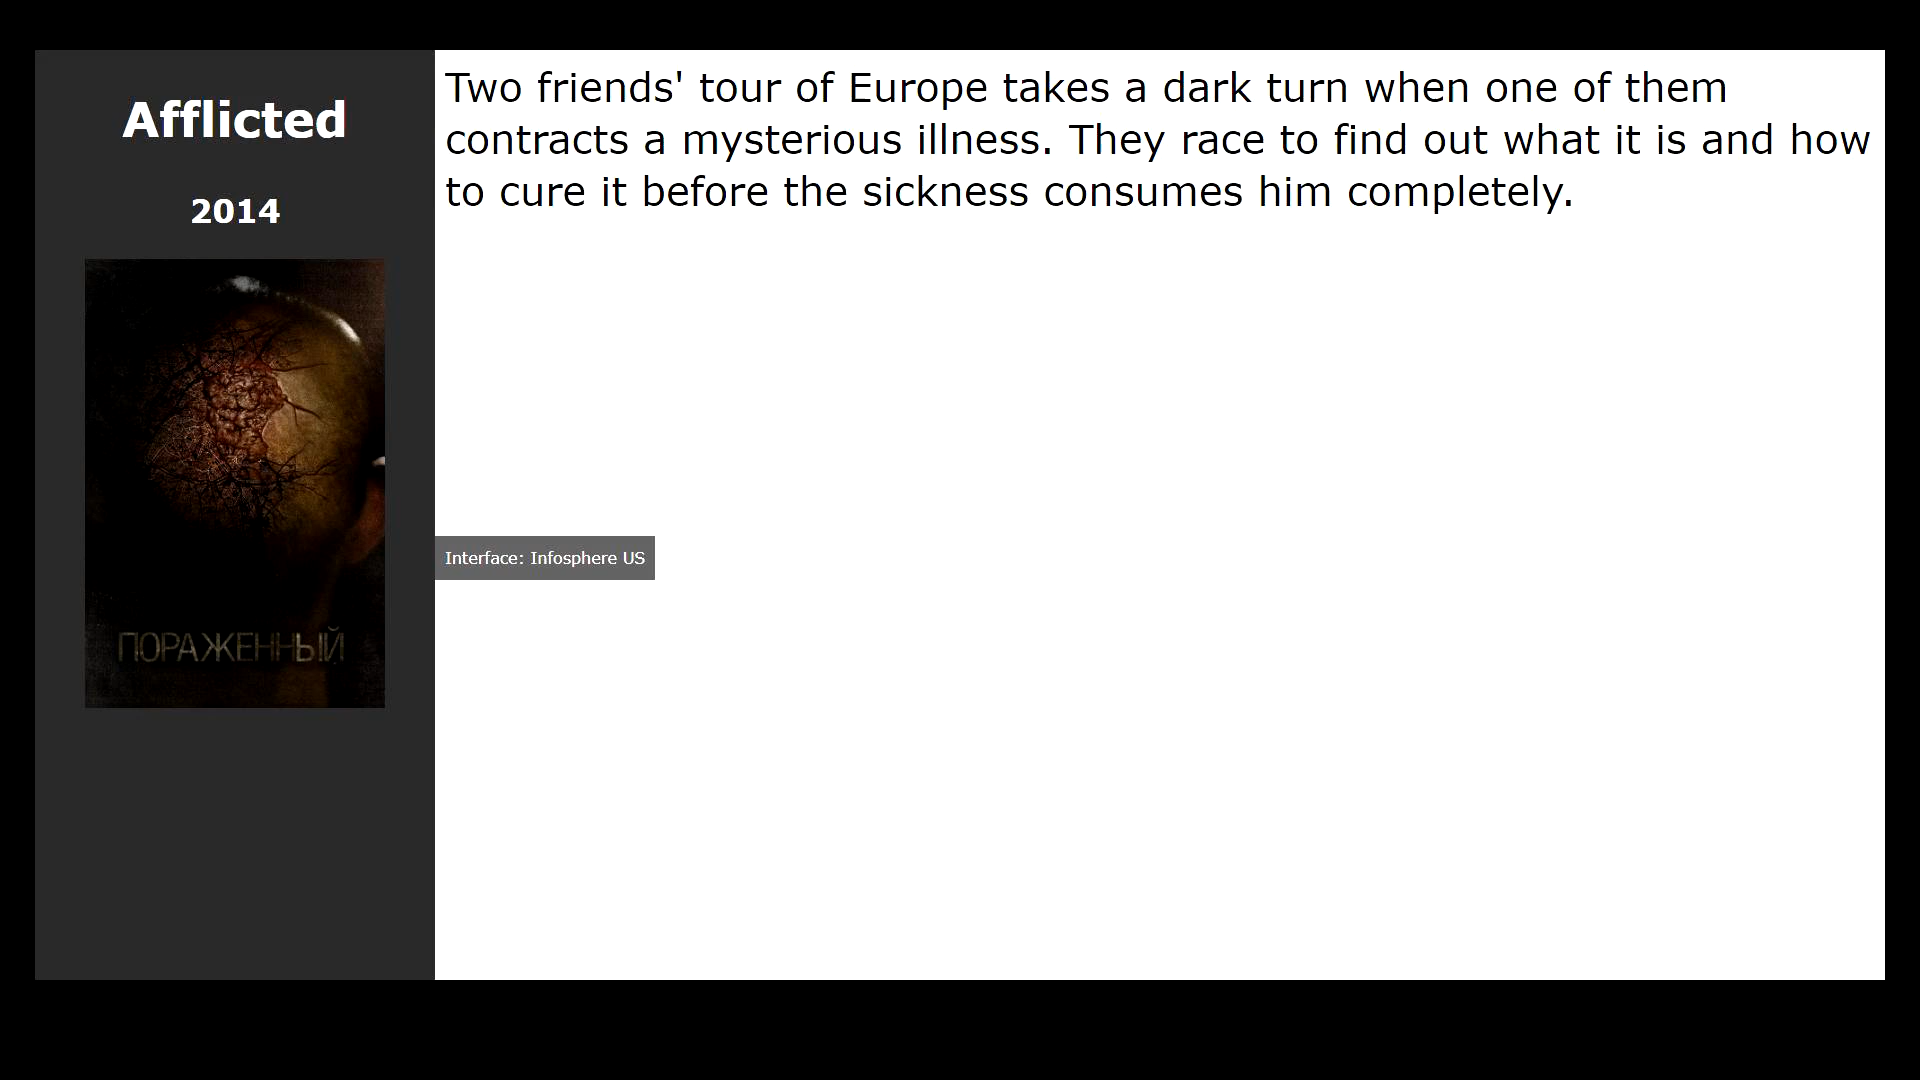 Afflicted
2014
ПОРАЖЕННЫЙ
Two friends' tour of Europe takes a dark turn when one of them
contracts a mysterious illness. They race to find out what it is and how
to cure it before the sickness consumes him completely.
Interface: Infosphere US